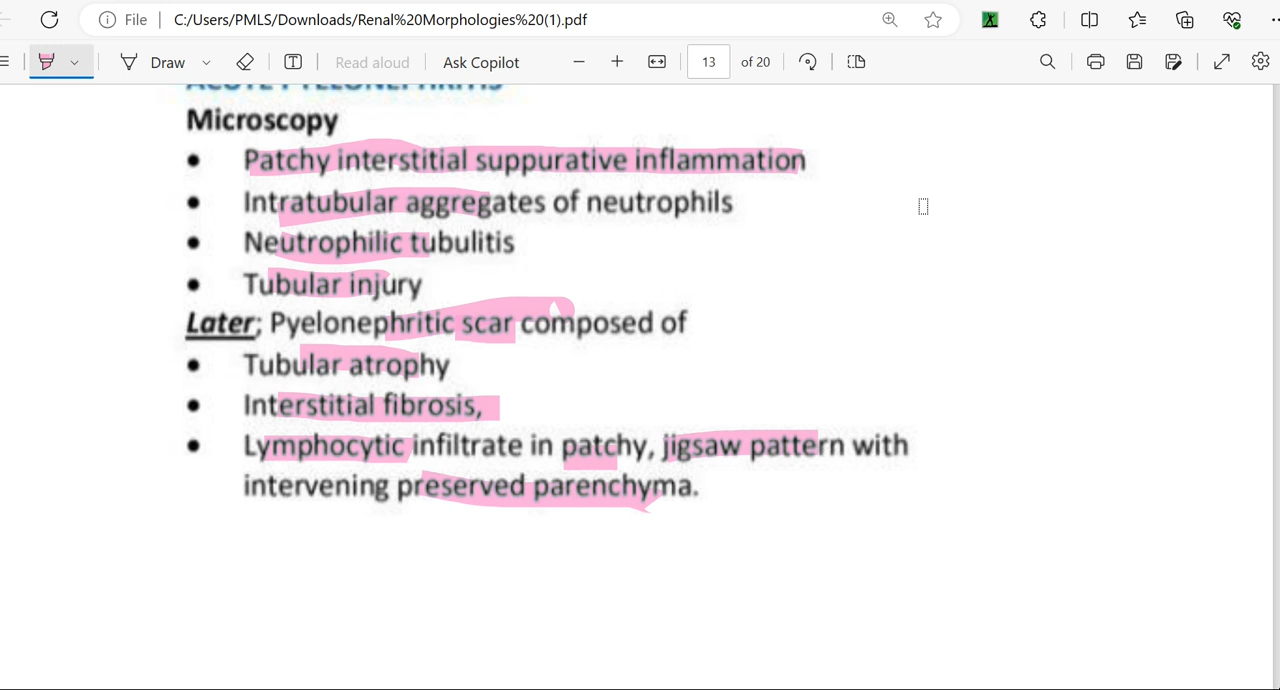 File C:/Users/PMLS/Downloads/Renal%20Morphologies%20(1).pdf
Draw Read aloud Ask Copilot 13 of 20
ACUTE PYELONEPHRITIS
Microscopy
• Patchy interstitial suppurative inflammation
• Intratubular aggregates of neutrophils
• Neutrophilic tubulitis
• Tubular injury
Later; Pyelonephritic scar composed of
• Tubular atrophy
• Interstitial fibrosis,
• Lymphocytic infiltrate in patchy, jigsaw pattern with
intervening preserved parenchyma.